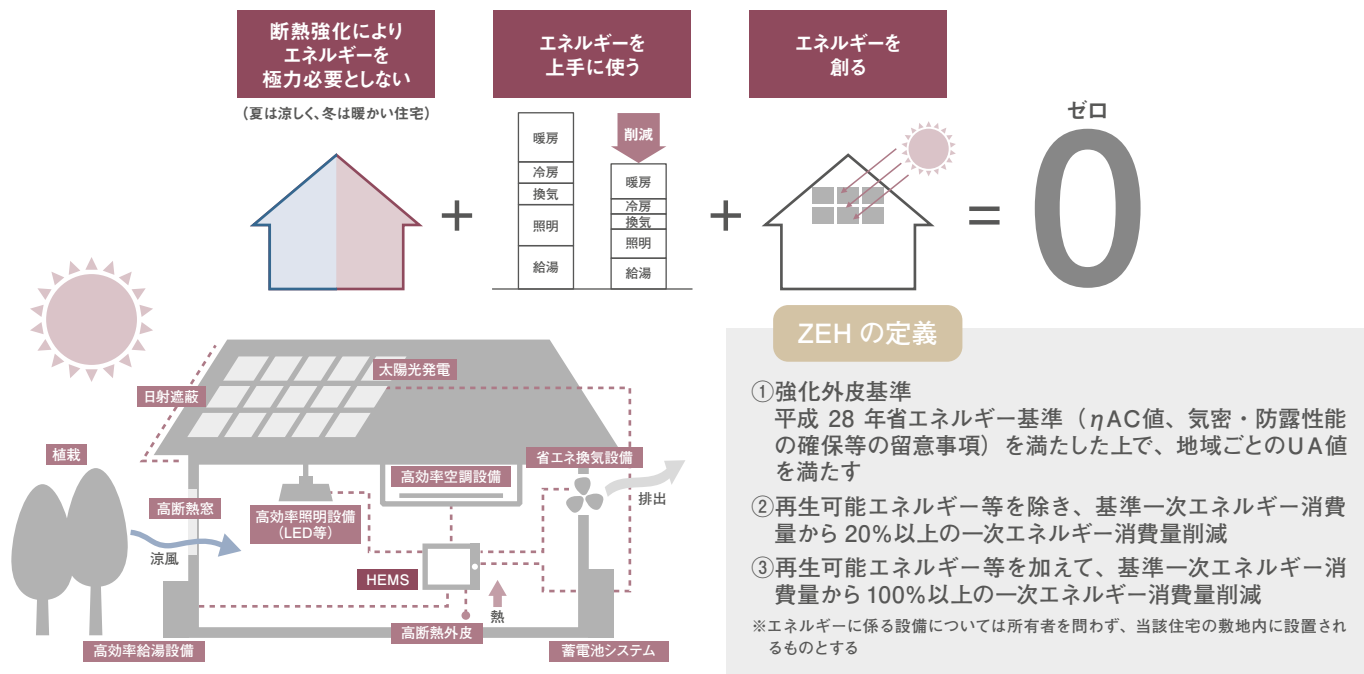 断熱強化により
エネルギーを
極力必要としない
(夏は涼しく、冬は暖かい住宅)
エネルギーを
上手に使う
エネルギーを
創る
暖房
冷房
換気
照明
給湯
削減
暖房
冷房
換気
照明
給湯
+
+
=
ゼロ
0
太陽光発電
日射遮蔽
植栽
省エネ換気設備
高効率空調設備
排出
高断熱窓
高効率照明設備
(LED等)
涼風
HEMS
熱
高断熱外皮
高効率給湯設備
蓄電池システム
ZEH の定義
①強化外皮基準
平成 28 年省エネルギー基準(ηAC値、気密・防露性能
の確保等の留意事項)を満たした上で、地域ごとのUA値
を満たす
②再生可能エネルギー等を除き、基準一次エネルギー消費
量から 20%以上の一次エネルギー消費量削減
③再生可能エネルギー等を加えて、基準一次エネルギー消
費量から100%以上の一次エネルギー消費量削減
※エネルギーに係る設備については所有者を問わず、当該住宅の敷地内に設置され
るものとする